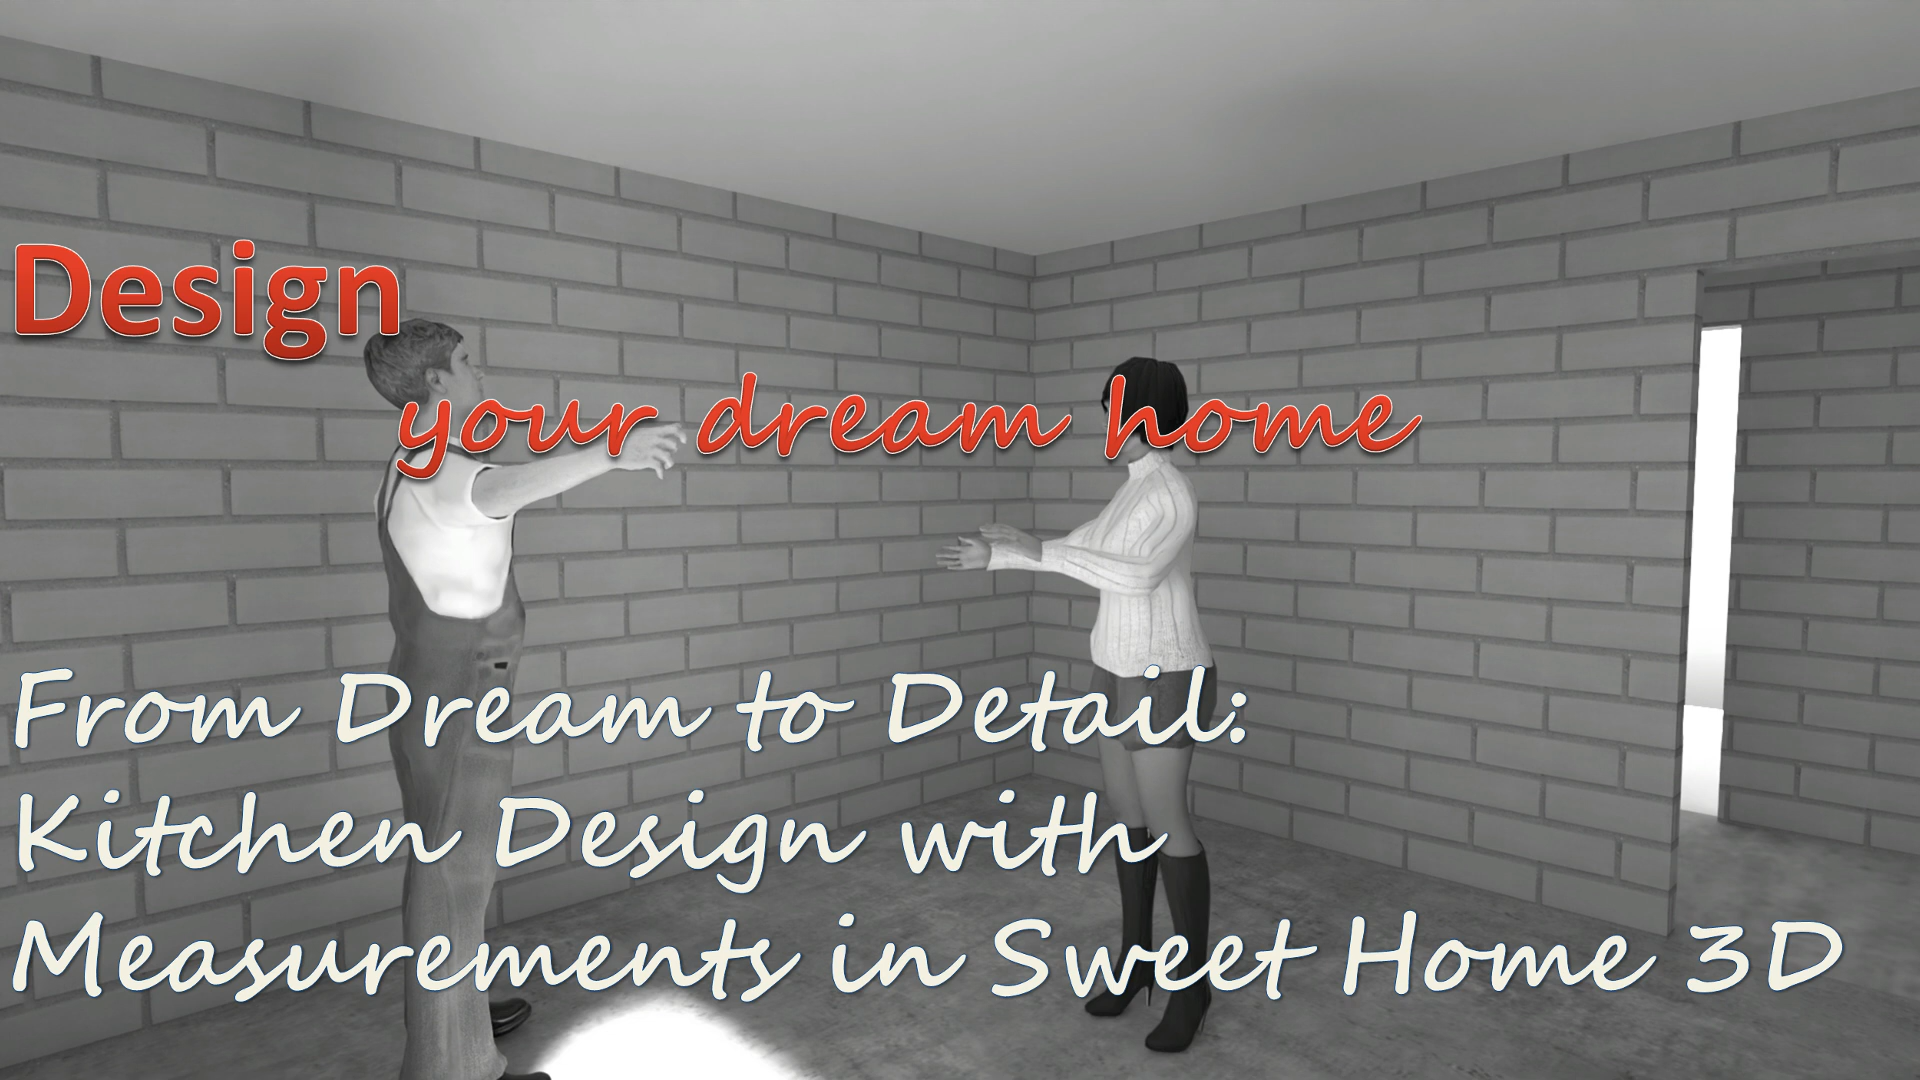 Design
your dream home
From Dream to Detail:
Kitchen Design with
Measurements in Sweet Home 3D